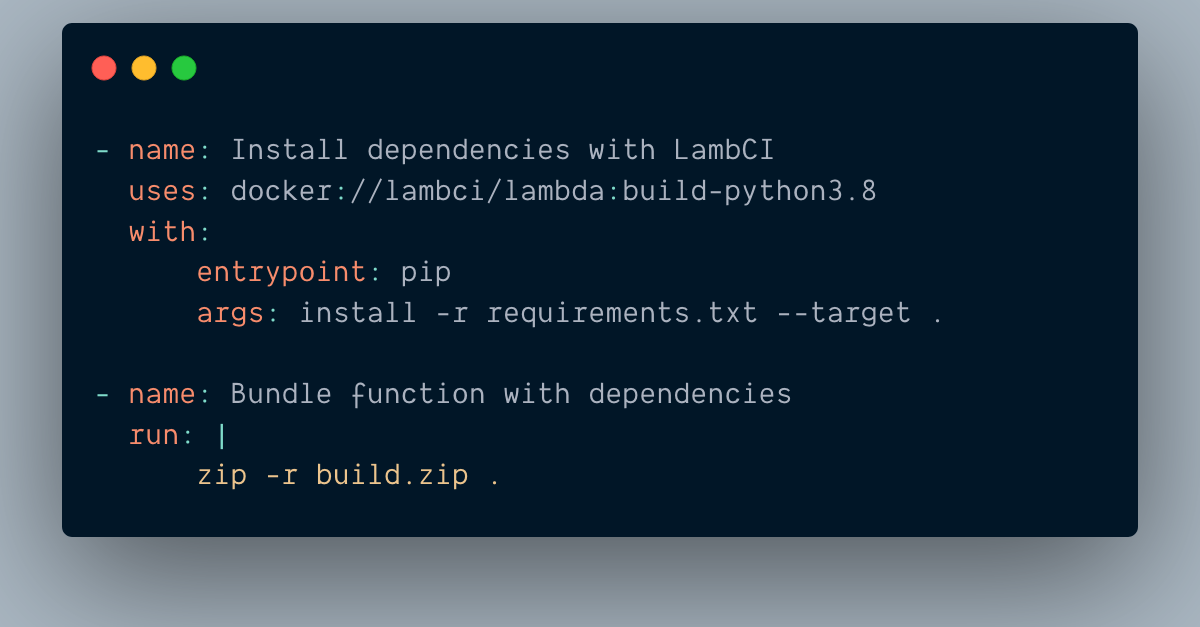 - name: Install dependencies with LambCI
  uses: docker://lambci/lambda:build-python3.8
  with:
      entrypoint: pip
      args: install -r requirements.txt --target .

- name: Bundle function with dependencies
  run: |
      zip -r build.zip .